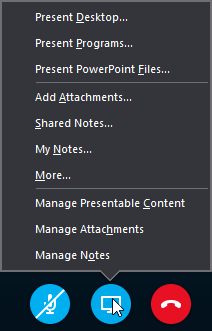 Present Desktop...
Present Programs...
Present PowerPoint Files...
Add Attachments...
Shared Notes...
My Notes...
More...
Manage Presentable Content
Manage Attachments
Manage Notes